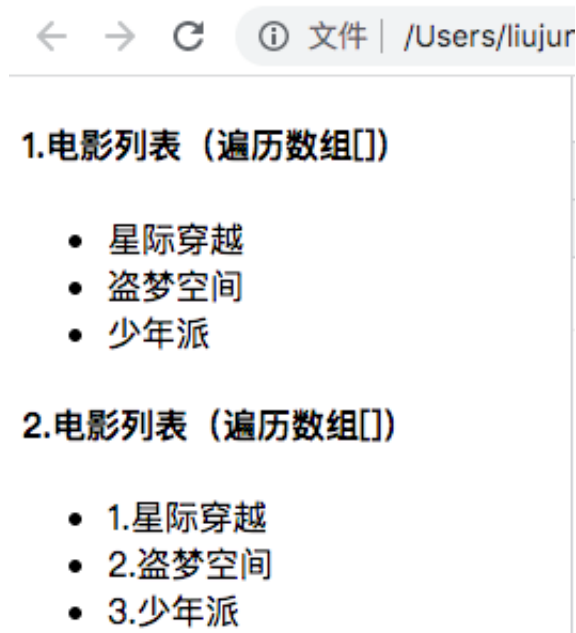 文件 | /Users/liujun
1.电影列表（遍历数组[]）
星际穿越
盗梦空间
少年派
2.电影列表（遍历数组[]）
1.星际穿越
2.盗梦空间
3.少年派